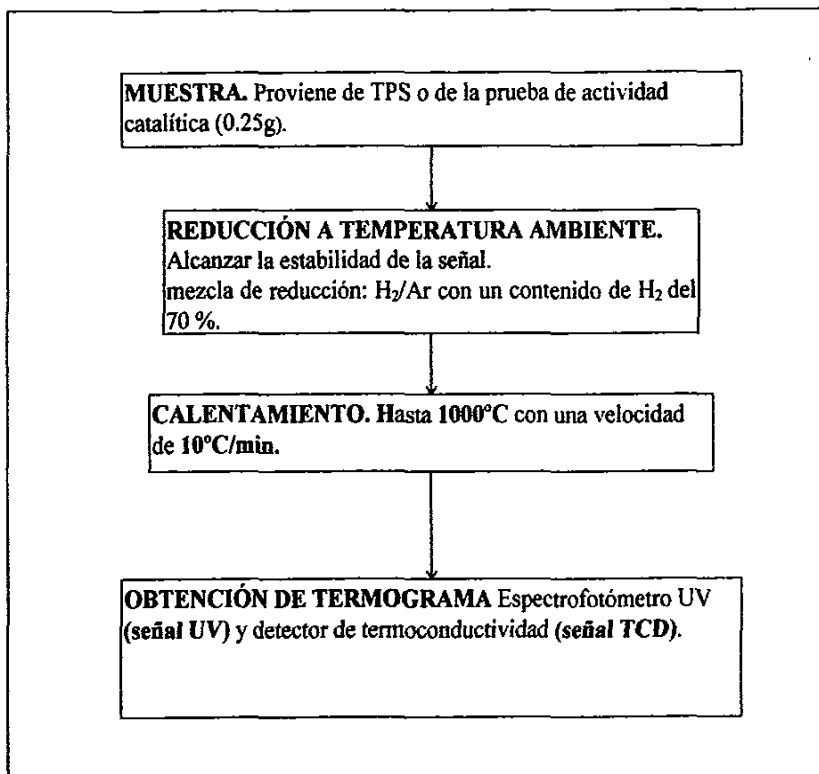 MUESTRA. Proviene de TPS o de la prueba de actividad
catalítica (0.25g).
REDUCCIÓN A TEMPERATURA AMBIENTE.
Alcanzar la estabilidad de la señal.
mezcla de reducción: H₂/Ar con un contenido de H₂ del
70 %.
CALENTAMIENTO. Hasta 1000ºC con una velocidad
de 10ºC/min.
OBTENCIÓN DE TERMOGRAMA Espectrofotómetro UV
(señal UV) y detector de termoconductividad (señal TCD).